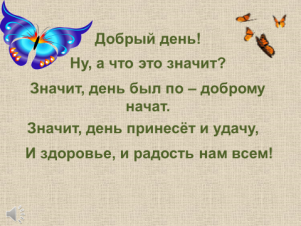 Добрый день!
Ну, а что это значит?
Значит, день был по – доброму
начат.
Значит, день принесёт и удачу,
И здоровье, и радость нам всем!